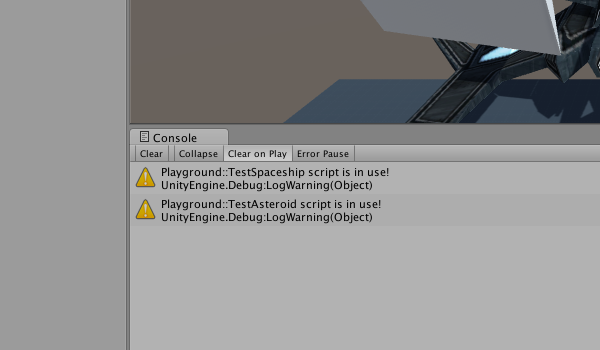 Console
Clear Collapse Clear on Play Error Pause
Playground::TestSpaceship script is in use!
UnityEngine.Debug:LogWarning(Object)
Playground::TestAsteroid script is in use!
UnityEngine.Debug:LogWarning(Object)